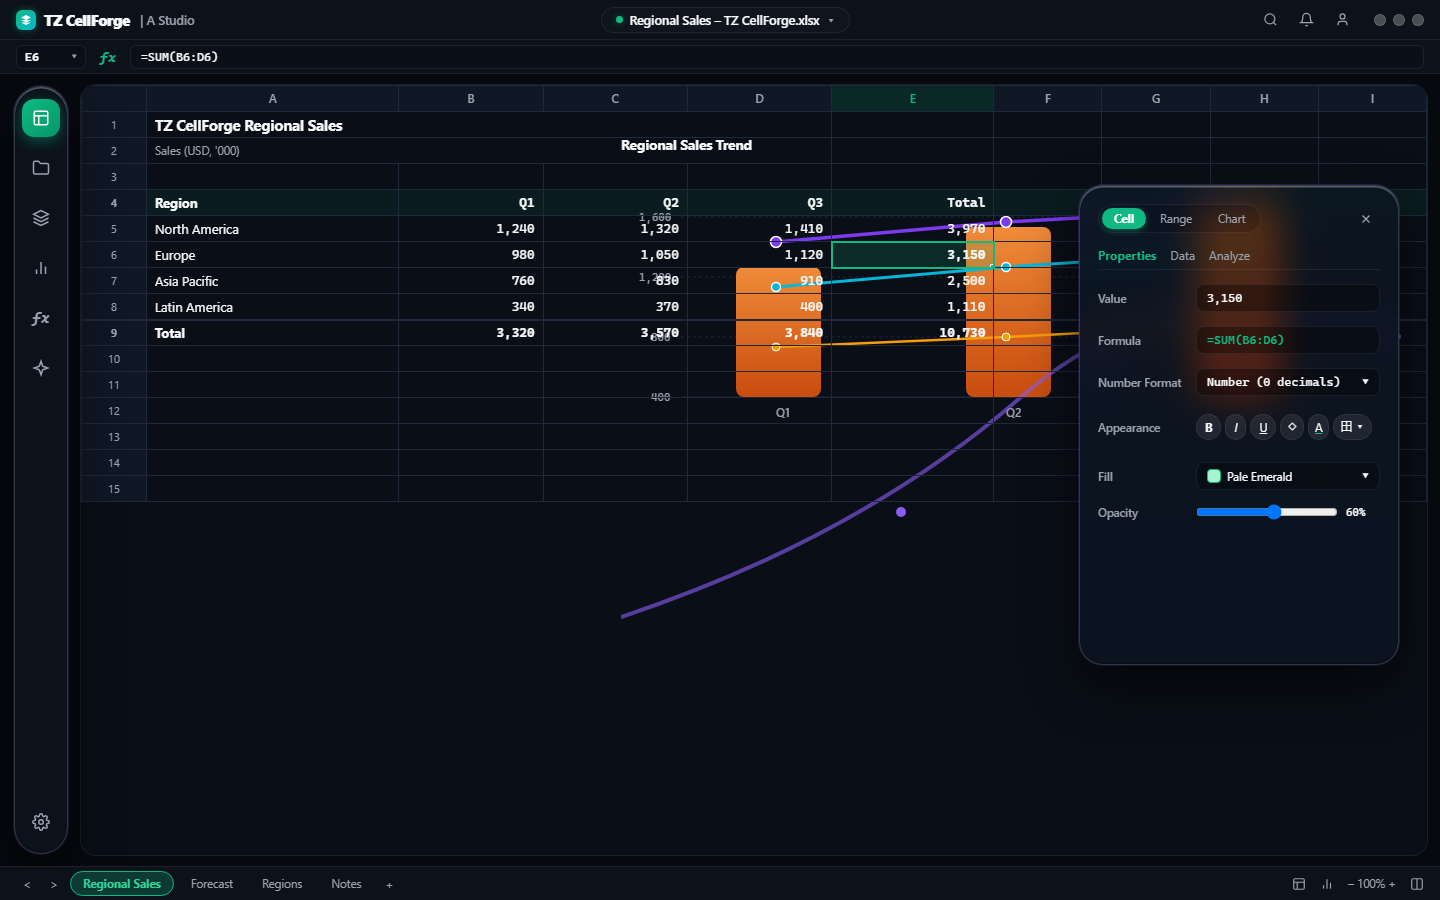 TZ CellForge | A Studio
Regional Sales – TZ CellForge.xlsx
E6 fx =SUM(B6:D6)
A B C D E F G H I
1 TZ CellForge Regional Sales
2 Sales (USD, '000)
Regional Sales Trend
3
4 Region Q1 Q2 Q3 Total
1,600
5 North America 1,240 1,320 1,410 3,970
6 Europe 980 1,050 1,120 3,150
1,200
7 Asia Pacific 760 830 910 2,500
8 Latin America 340 370 400 1,110
9 Total 3,320 3,570 3,840 10,730
800
10
11
400
12
Q1 Q2
13
14
15
Cell Range Chart
Properties Data Analyze
Value 3,150
Formula =SUM(B6:D6)
Number Format Number (0 decimals)
Appearance B I U A
Fill Pale Emerald
Opacity 60%
fx
< > Regional Sales Forecast Regions Notes +
– 100% +